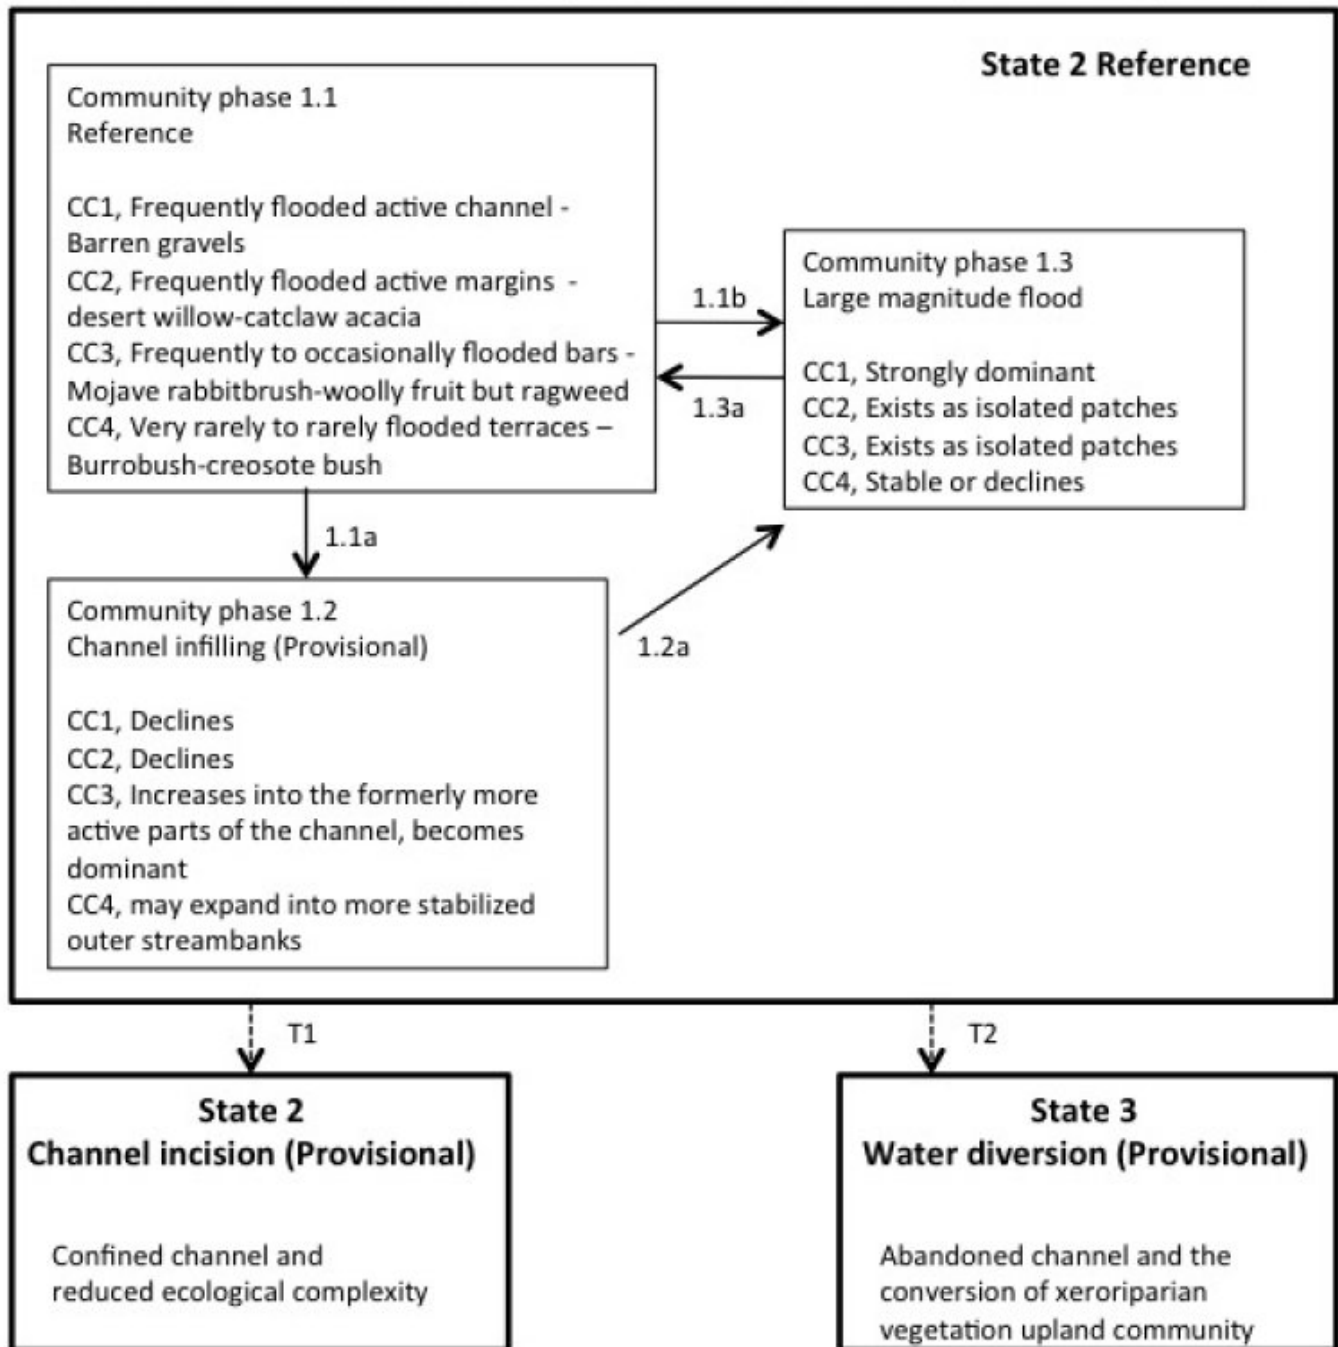 State 2 Reference
Community phase 1.1
Reference
CC1, Frequently flooded active channel -
Barren gravels
CC2, Frequently flooded active margins -
desert willow-catclaw acacia
CC3, Frequently to occasionally flooded bars -
Mojave rabbitbrush-woolly fruit but ragweed
CC4, Very rarely to rarely flooded terraces –
Burrobush-creosote bush
1.1b
1.3a
Community phase 1.3
Large magnitude flood
CC1, Strongly dominant
CC2, Exists as isolated patches
CC3, Exists as isolated patches
CC4, Stable or declines
1.1a
1.2a
Community phase 1.2
Channel infilling (Provisional)
CC1, Declines
CC2, Declines
CC3, Increases into the formerly more
active parts of the channel, becomes
dominant
CC4, may expand into more stabilized
outer streambanks
T1
T2
State 2
Channel incision (Provisional)
Confined channel and
reduced ecological complexity
State 3
Water diversion (Provisional)
Abandoned channel and the
conversion of xeroriparian
vegetation upland community